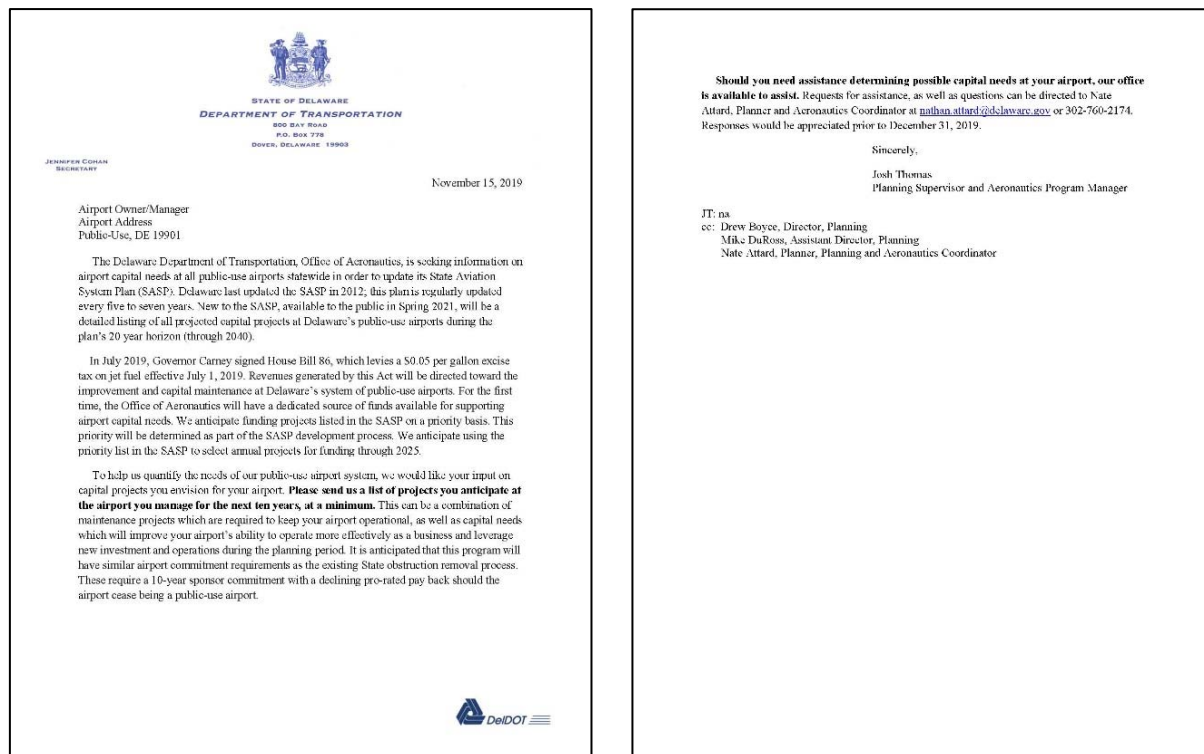 STATE OF DELAWARE
DEPARTMENT OF TRANSPORTATION
800 BAY ROAD
P.O. BOX 778
DOVER, DELAWARE 19903
JENNIFER COHAN
SECRETARY
November 15, 2019
Airport Owner/Manager
Airport Address
Public-Use, DE 19901
The Delaware Department of Transportation, Office of Aeronautics, is seeking information on
airport capital needs at all public-use airports statewide in order to update its State Aviation
System Plan (SASP). Delaware last updated the SASP in 2012; this plan is regularly updated
every five to seven years. New to the SASP, available to the public in Spring 2021, will be a
detailed listing of all projected capital projects at Delaware's public-use airports during the
plan's 20 year horizon (through 2040).
In July 2019, Governor Carney signed House Bill 86, which levies a $0.05 per gallon excise
tax on jet fuel effective July 1, 2019. Revenues generated by this Act will be directed toward the
improvement and capital maintenance at Delaware's system of public-use airports. For the first
time, the Office of Aeronautics will have a dedicated source of funds available for supporting
airport capital needs. We anticipate funding projects listed in the SASP on a priority basis. This
priority will be determined as part of the SASP development process. We anticipate using the
priority list in the SASP to select annual projects for funding through 2025.
To help us quantify the needs of our public-use airport system, we would like your input on
capital projects you envision for your airport. Please send us a list of projects you anticipate at
the airport you manage for the next ten years, at a minimum. This can be a combination of
maintenance projects which are required to keep your airport operational, as well as capital needs
which will improve your airport's ability to operate more effectively as a business and leverage
new investment and operations during the planning period. It is anticipated that this program will
have similar airport commitment requirements as the existing State obstruction removal process.
These require a 10-year sponsor commitment with a declining pro-rated pay back should the
airport cease being a public-use airport.
DelDOT
Should you need assistance determining possible capital needs at your airport, our office
is available to assist. Requests for assistance, as well as questions can be directed to Nate
Attard, Planner and Aeronautics Coordinator at nathan.attard@delaware.gov or 302-760-2174.
Responses would be appreciated prior to December 31, 2019.
Sincerely,
Josh Thomas
Planning Supervisor and Aeronautics Program Manager
JT: na
cc: Drew Boyce, Director, Planning
Mike DuRoss, Assistant Director, Planning
Nate Attard, Planner, Planning and Aeronautics Coordinator